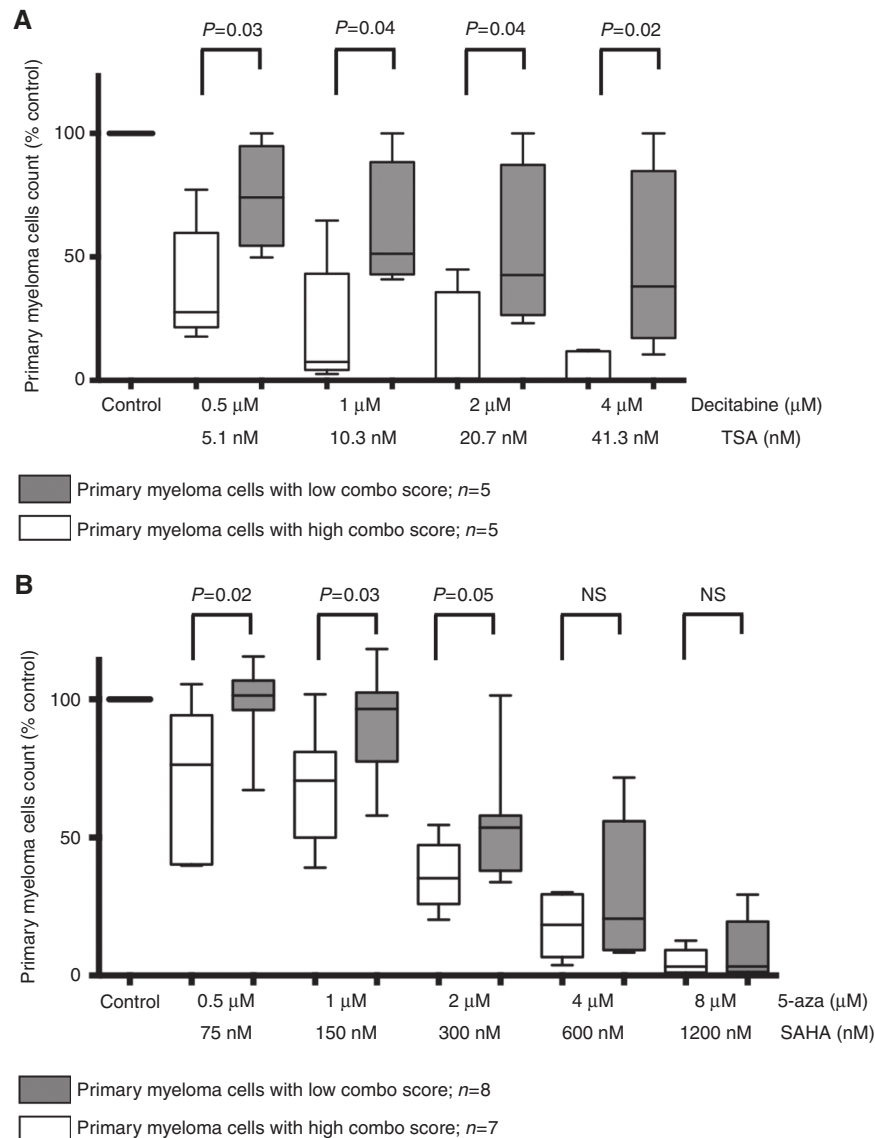 A
P=0.03 P=0.04 P=0.04 P=0.02
Primary myeloma cells count (% control)
100
50
0
Control 0.5 μM 1 μM 2 μM 4 μM Decitabine (μM)
5.1 nM 10.3 nM 20.7 nM 41.3 nM TSA (nM)
Primary myeloma cells with low combo score; n=5
Primary myeloma cells with high combo score; n=5
B
P=0.02 P=0.03 P=0.05 NS NS
Primary myeloma cells count (% control)
100
50
0
Control 0.5 μM 1 μM 2 μM 4 μM 8 μM 5-aza (μM)
75 nM 150 nM 300 nM 600 nM 1200 nM SAHA (nM)
Primary myeloma cells with low combo score; n=8
Primary myeloma cells with high combo score; n=7